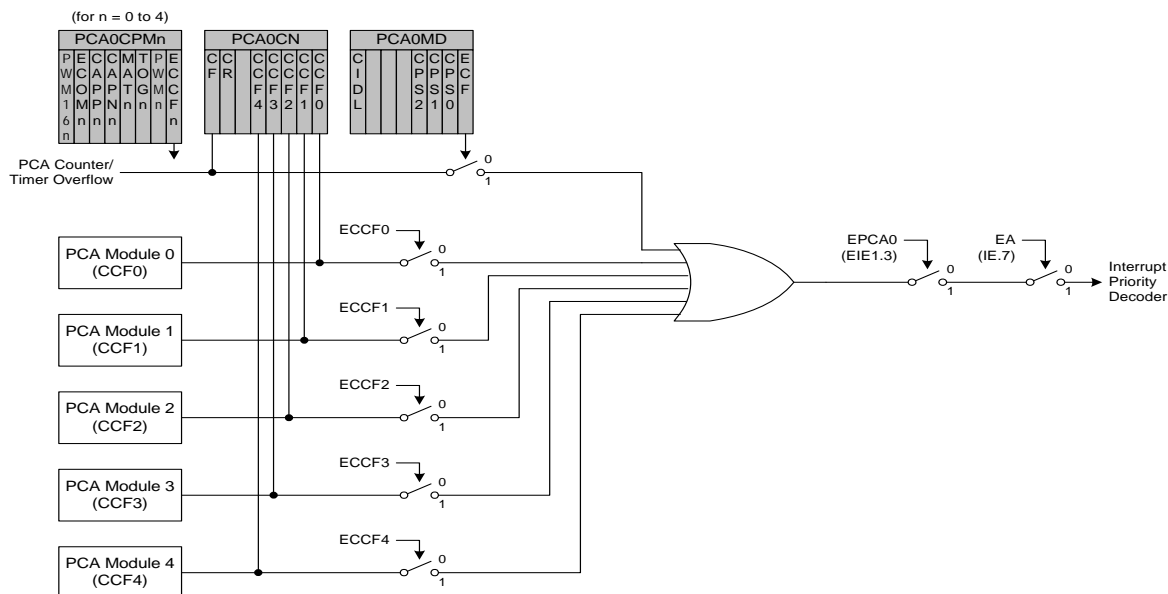 (for n = 0 to 4)
PCA0CPMn PCA0CN PCA0MD
PWM16n ECOMn CAPPn CAPNn MATn TOGn PWMn ECCFn
CF CR CCF4 CCF3 CCF2 CCF1 CCF0
CIDL CPS2 CPS1 CPS0 ECF
PCA Counter/
Timer Overflow
0
1
PCA Module 0
(CCF0)
ECCF0
0
1
EPCA0
(EIE1.3)
0
1
EA
(IE.7)
0
1
Interrupt
Priority
Decoder
PCA Module 1
(CCF1)
ECCF1
0
1
PCA Module 2
(CCF2)
ECCF2
0
1
PCA Module 3
(CCF3)
ECCF3
0
1
PCA Module 4
(CCF4)
ECCF4
0
1